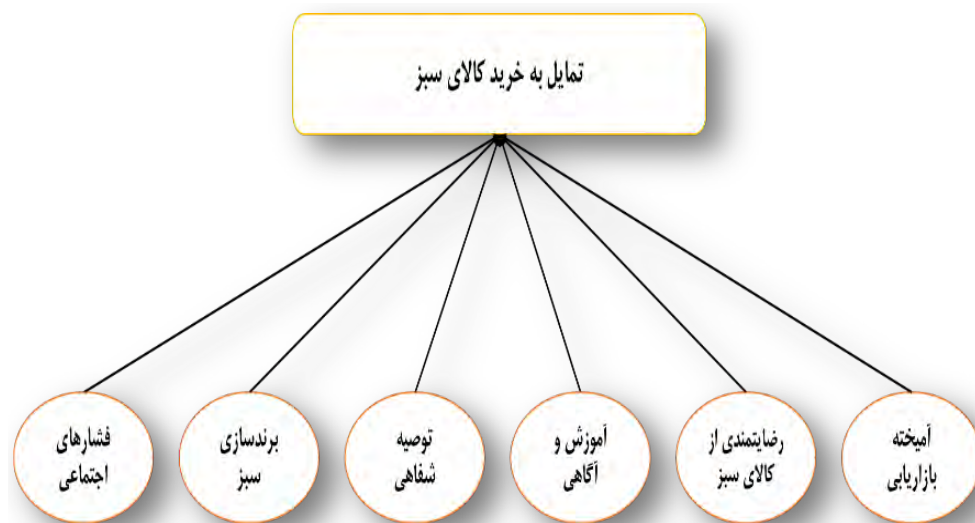 تمایل به خرید کالای سبز
آمیخته
بازاریابی
رضایتمندی از
کالای سبز
آموزش و
آگاهی
توصیه
شفاهی
برندسازی
سبز
فشارهای
اجتماعی